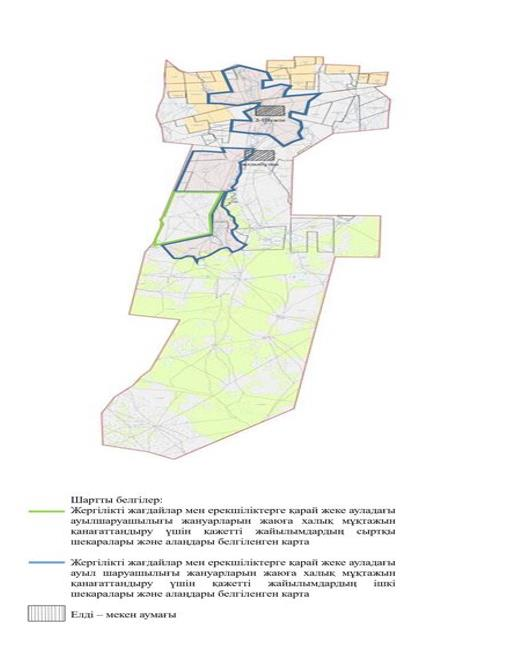 Шартты белгілер:
Жергілікті жағдайлар мен ерекшіліктерге қарай жеке ауладағы
ауылшаруашылығы жануарларын жаюға халық мұқтажын
қанағаттандыру үшін қажетті жайылымдардың сыртқы
шекаралары және алаңдары белгіленген карта
Жергілікті жағдайлар мен ерекшіліктерге қарай жеке ауладағы
ауыл шаруашылығы жануарларын жаюға халық мұқтажын
қанағаттандыру үшін қажетті жайылымдардың ішкі
шекаралары және алаңдары белгіленген карта
Елді – мекен аумағы